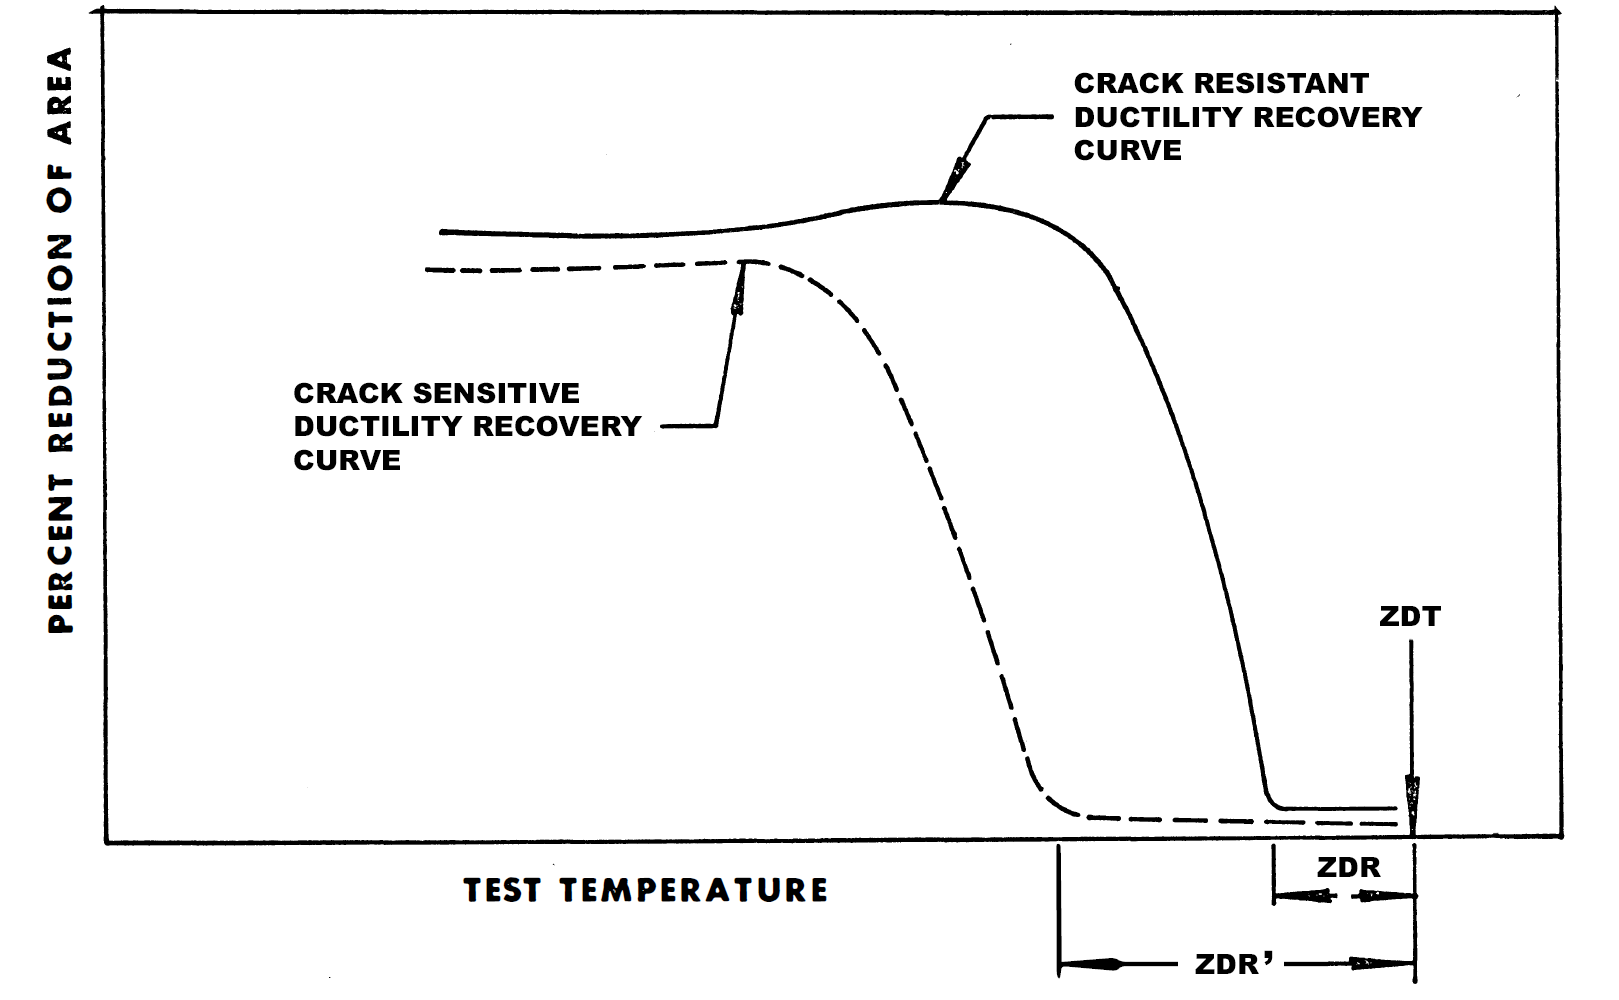 PERCENT REDUCTION OF AREA
CRACK RESISTANT
DUCTILITY RECOVERY
CURVE
CRACK SENSITIVE
DUCTILITY RECOVERY
CURVE
ZDT
TEST TEMPERATURE
ZDR
ZDR’